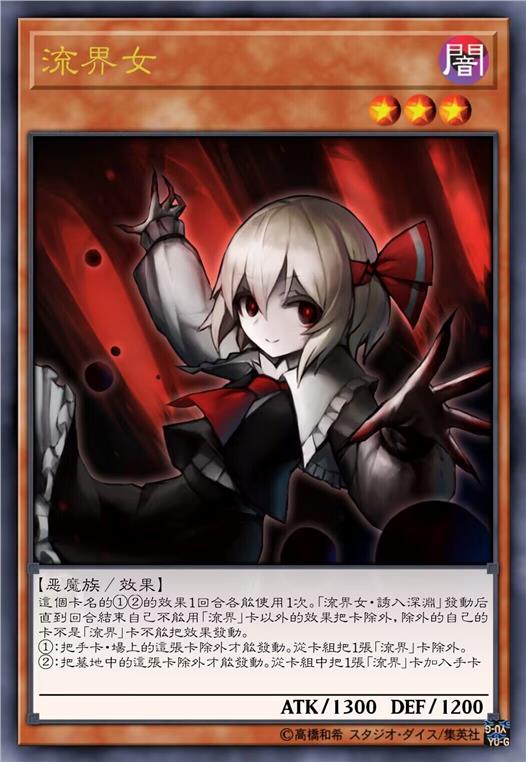 流界女
闇
【恶魔族／效果】
這個卡名的①②的效果1回合各能使用1次。「流界女·誘入深淵」發動后
直到回合結束自己不能用「流界」卡以外的效果把卡除外，除外的自己的
卡不是「流界」卡不能把效果發動。
①：把手卡·場上的這張卡除外才能發動。從卡組把1張「流界」卡除外。
②：把墓地中的這張卡除外才能發動。從卡組中把1張「流界」卡加入手卡
ATK/1300 DEF/1200
©高橋和希 スタジオ・ダイス/集英社
YU-G